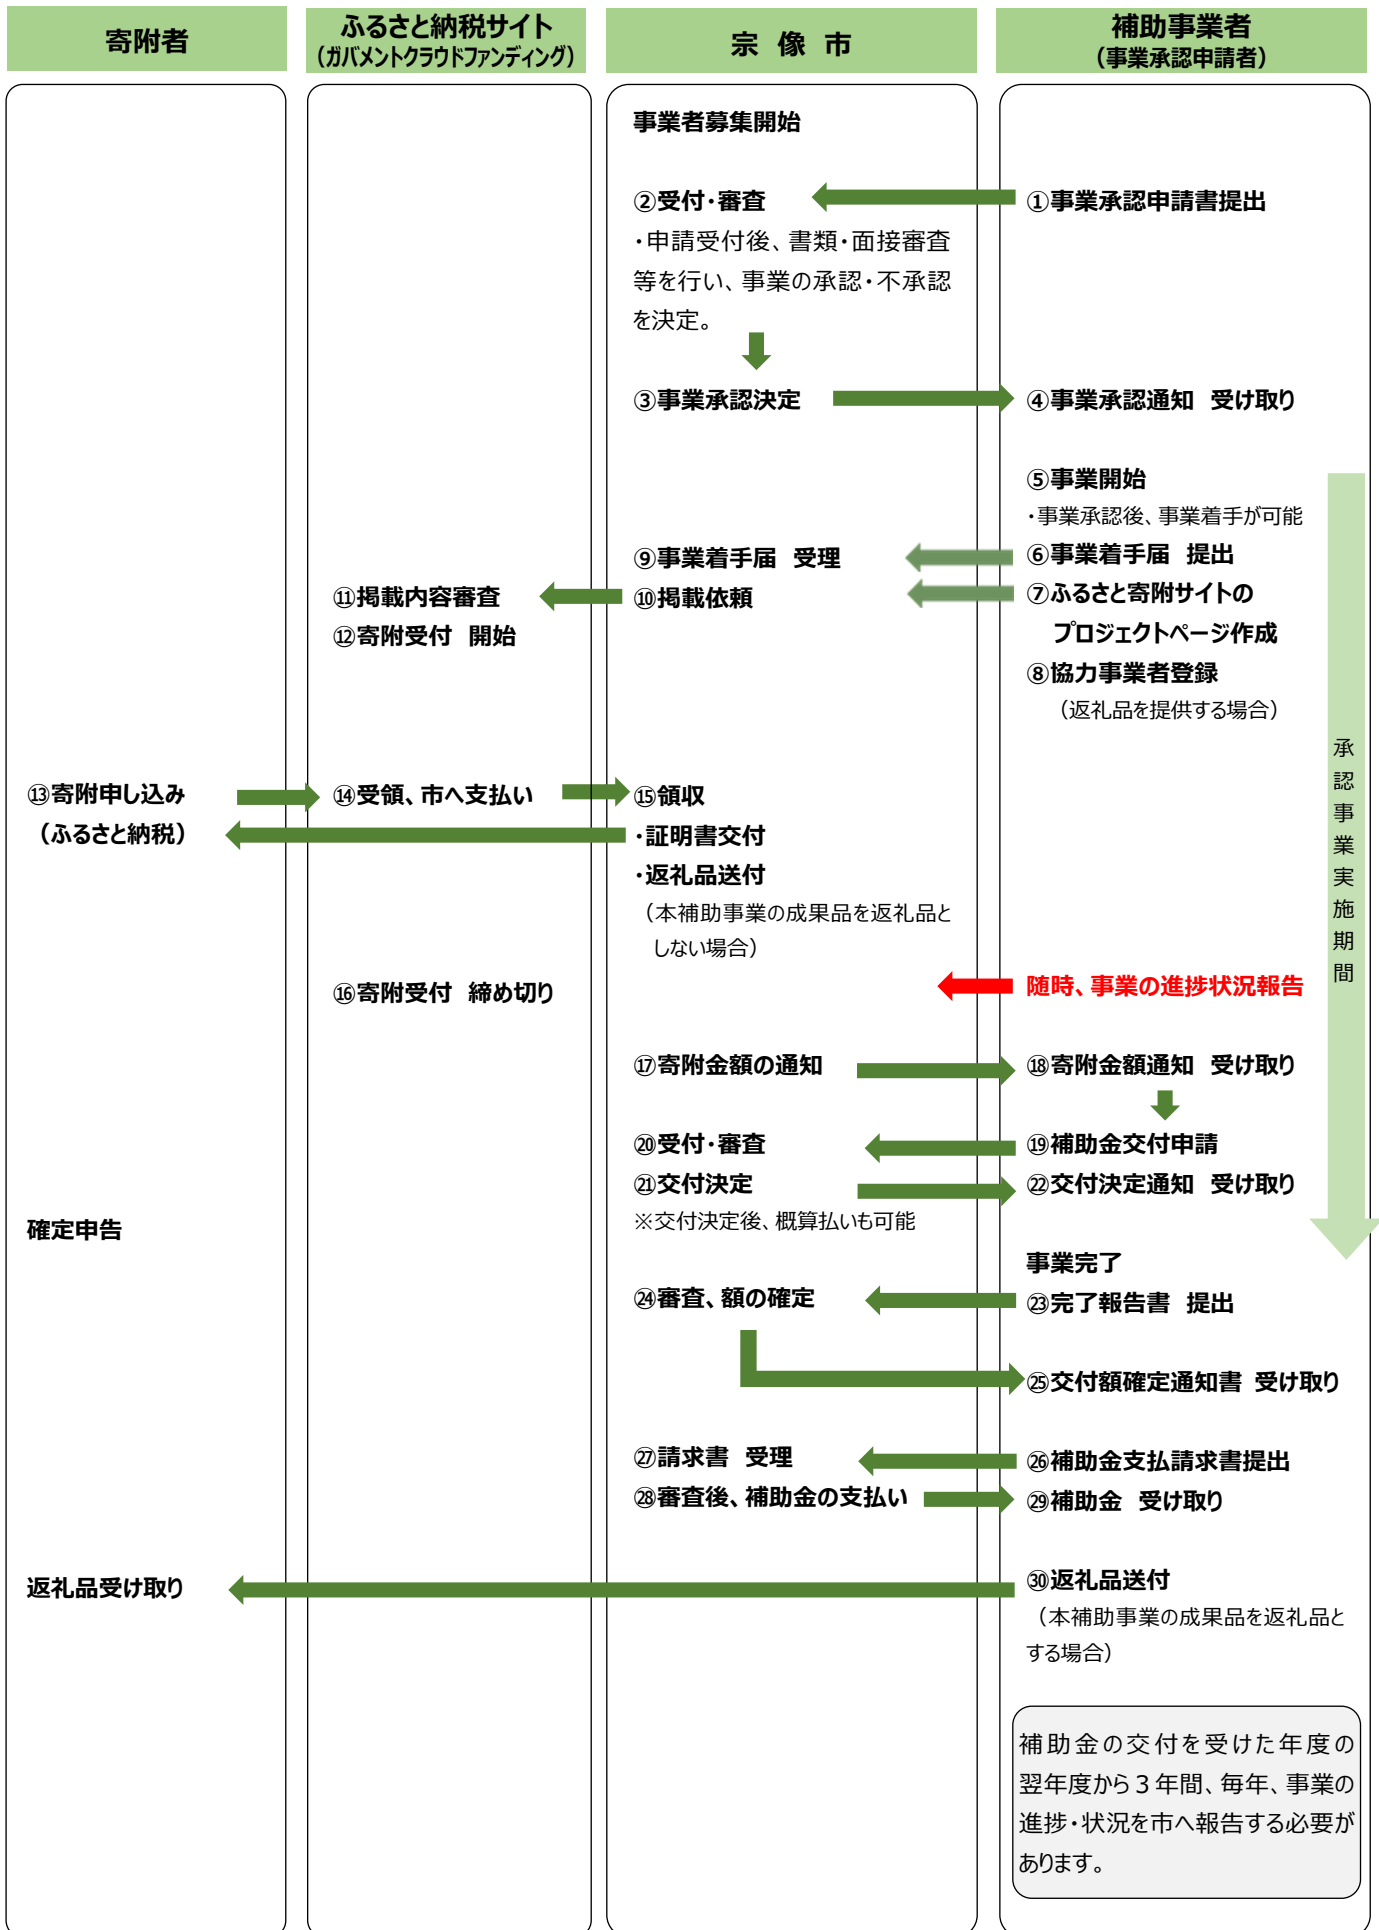 寄附者
ふるさと納税サイト
（ガバメントクラウドファンディング）
宗 像 市
補助事業者
（事業承認申請者）
事業者募集開始
②受付・審査
①事業承認申請書提出
・申請受付後、書類・面接審査
等を行い、事業の承認・不承認
を決定。
③事業承認決定
④事業承認通知 受け取り
⑤事業開始
・事業承認後、事業着手が可能
⑨事業着手届 受理
⑥事業着手届 提出
⑪掲載内容審査
⑩掲載依頼
⑦ふるさと寄附サイトの
プロジェクトページ作成
⑫寄附受付 開始
⑧協力事業者登録
（返礼品を提供する場合）
承認事業実施期間
⑬寄附申し込み
（ふるさと納税）
⑭受領、市へ支払い
⑮領収
・証明書交付
・返礼品送付
（本補助事業の成果品を返礼品と
しない場合）
⑯寄附受付 締め切り
随時、事業の進捗状況報告
⑰寄附金額の通知
⑱寄附金額通知 受け取り
⑳受付・審査
⑲補助金交付申請
㉑交付決定
㉒交付決定通知 受け取り
※交付決定後、概算払いも可能
確定申告
事業完了
㉔審査、額の確定
㉓完了報告書 提出
㉕交付額確定通知書 受け取り
㉗請求書 受理
㉖補助金支払請求書提出
㉘審査後、補助金の支払い
㉙補助金 受け取り
返礼品受け取り
㉚返礼品送付
（本補助事業の成果品を返礼品と
する場合）
補助金の交付を受けた年度の
翌年度から３年間、毎年、事業の
進捗・状況を市へ報告する必要が
あります。